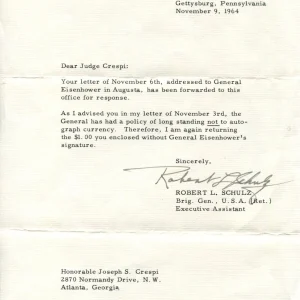 Gettysburg, Pennsylvania
November 9, 1964
Dear Judge Crespi:
Your letter of November 6th, addressed to General
Eisenhower in Augusta, has been forwarded to this
office for response.
As I advised you in my letter of November 3rd, the
General has had a policy of long standing not to auto-
graph currency. Therefore, I am again returning
the $1.00 you enclosed without General Eisenhower's
signature.
Sincerely,
Robert L Schulz
ROBERT L. SCHULZ
Brig. Gen., U.S.A. (Ret.)
Executive Assistant
Honorable Joseph S. Crespi
2870 Normandy Drive, N.W.
Atlanta, Georgia